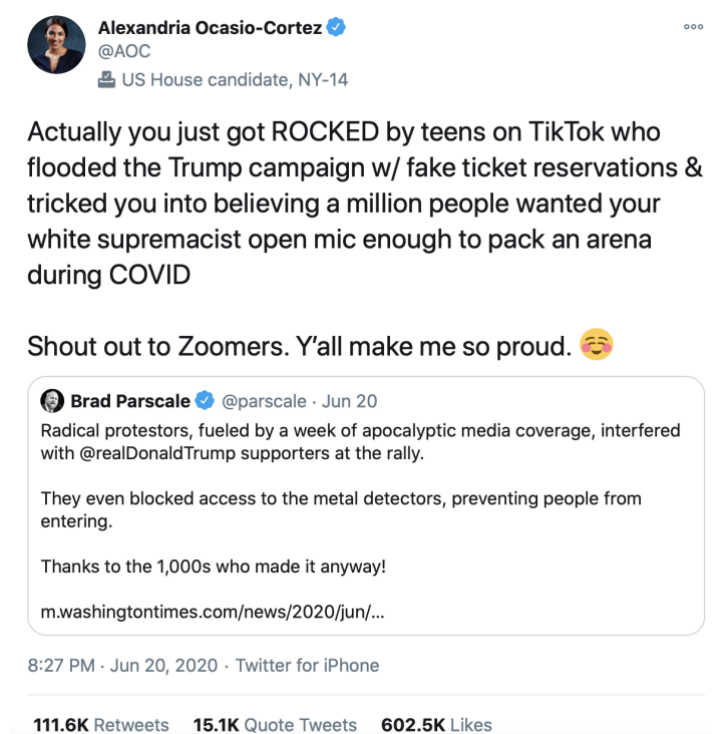 Alexandria Ocasio-Cortez
@AOC
US House candidate, NY-14
Actually you just got ROCKED by teens on TikTok who
flooded the Trump campaign w/ fake ticket reservations &
tricked you into believing a million people wanted your
white supremacist open mic enough to pack an arena
during COVID
Shout out to Zoomers. Y'all make me so proud. ☺️
Brad Parscale @parscale · Jun 20
Radical protestors, fueled by a week of apocalyptic media coverage, interfered
with @realDonaldTrump supporters at the rally.
They even blocked access to the metal detectors, preventing people from
entering.
Thanks to the 1,000s who made it anyway!
m.washingtontimes.com/news/2020/jun/...
8:27 PM · Jun 20, 2020 · Twitter for iPhone
111.6K Retweets 15.1K Quote Tweets 602.5K Likes